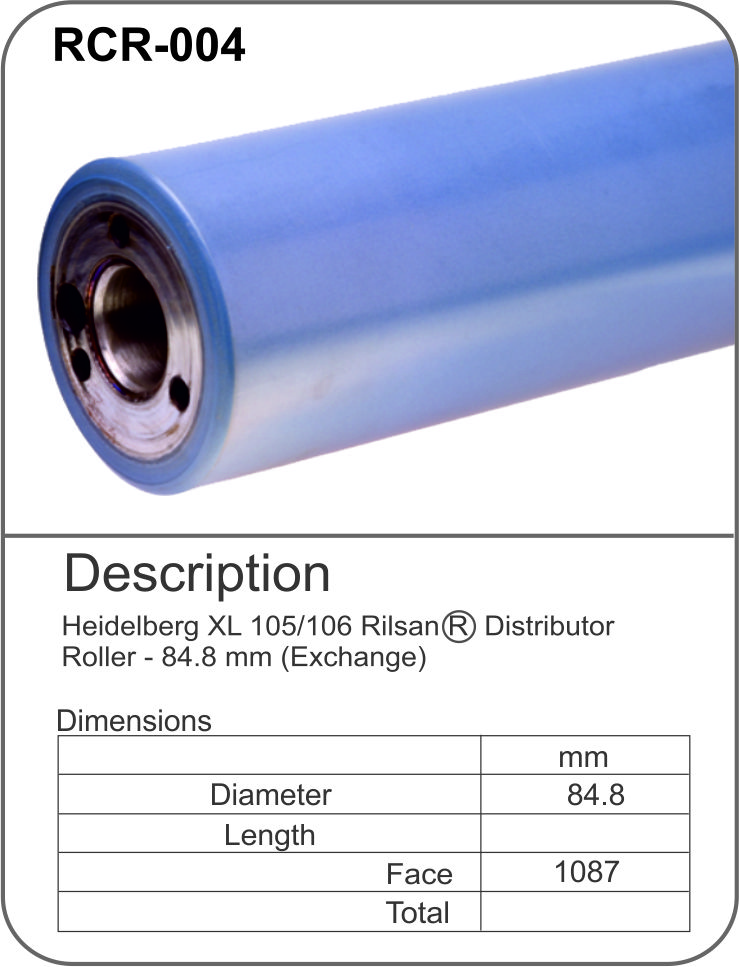 RCR-004
Description
Heidelberg XL 105/106 Rilsan® Distributor
Roller - 84.8 mm (Exchange)
Dimensions
mm
Diameter 84.8
Length
Face 1087
Total